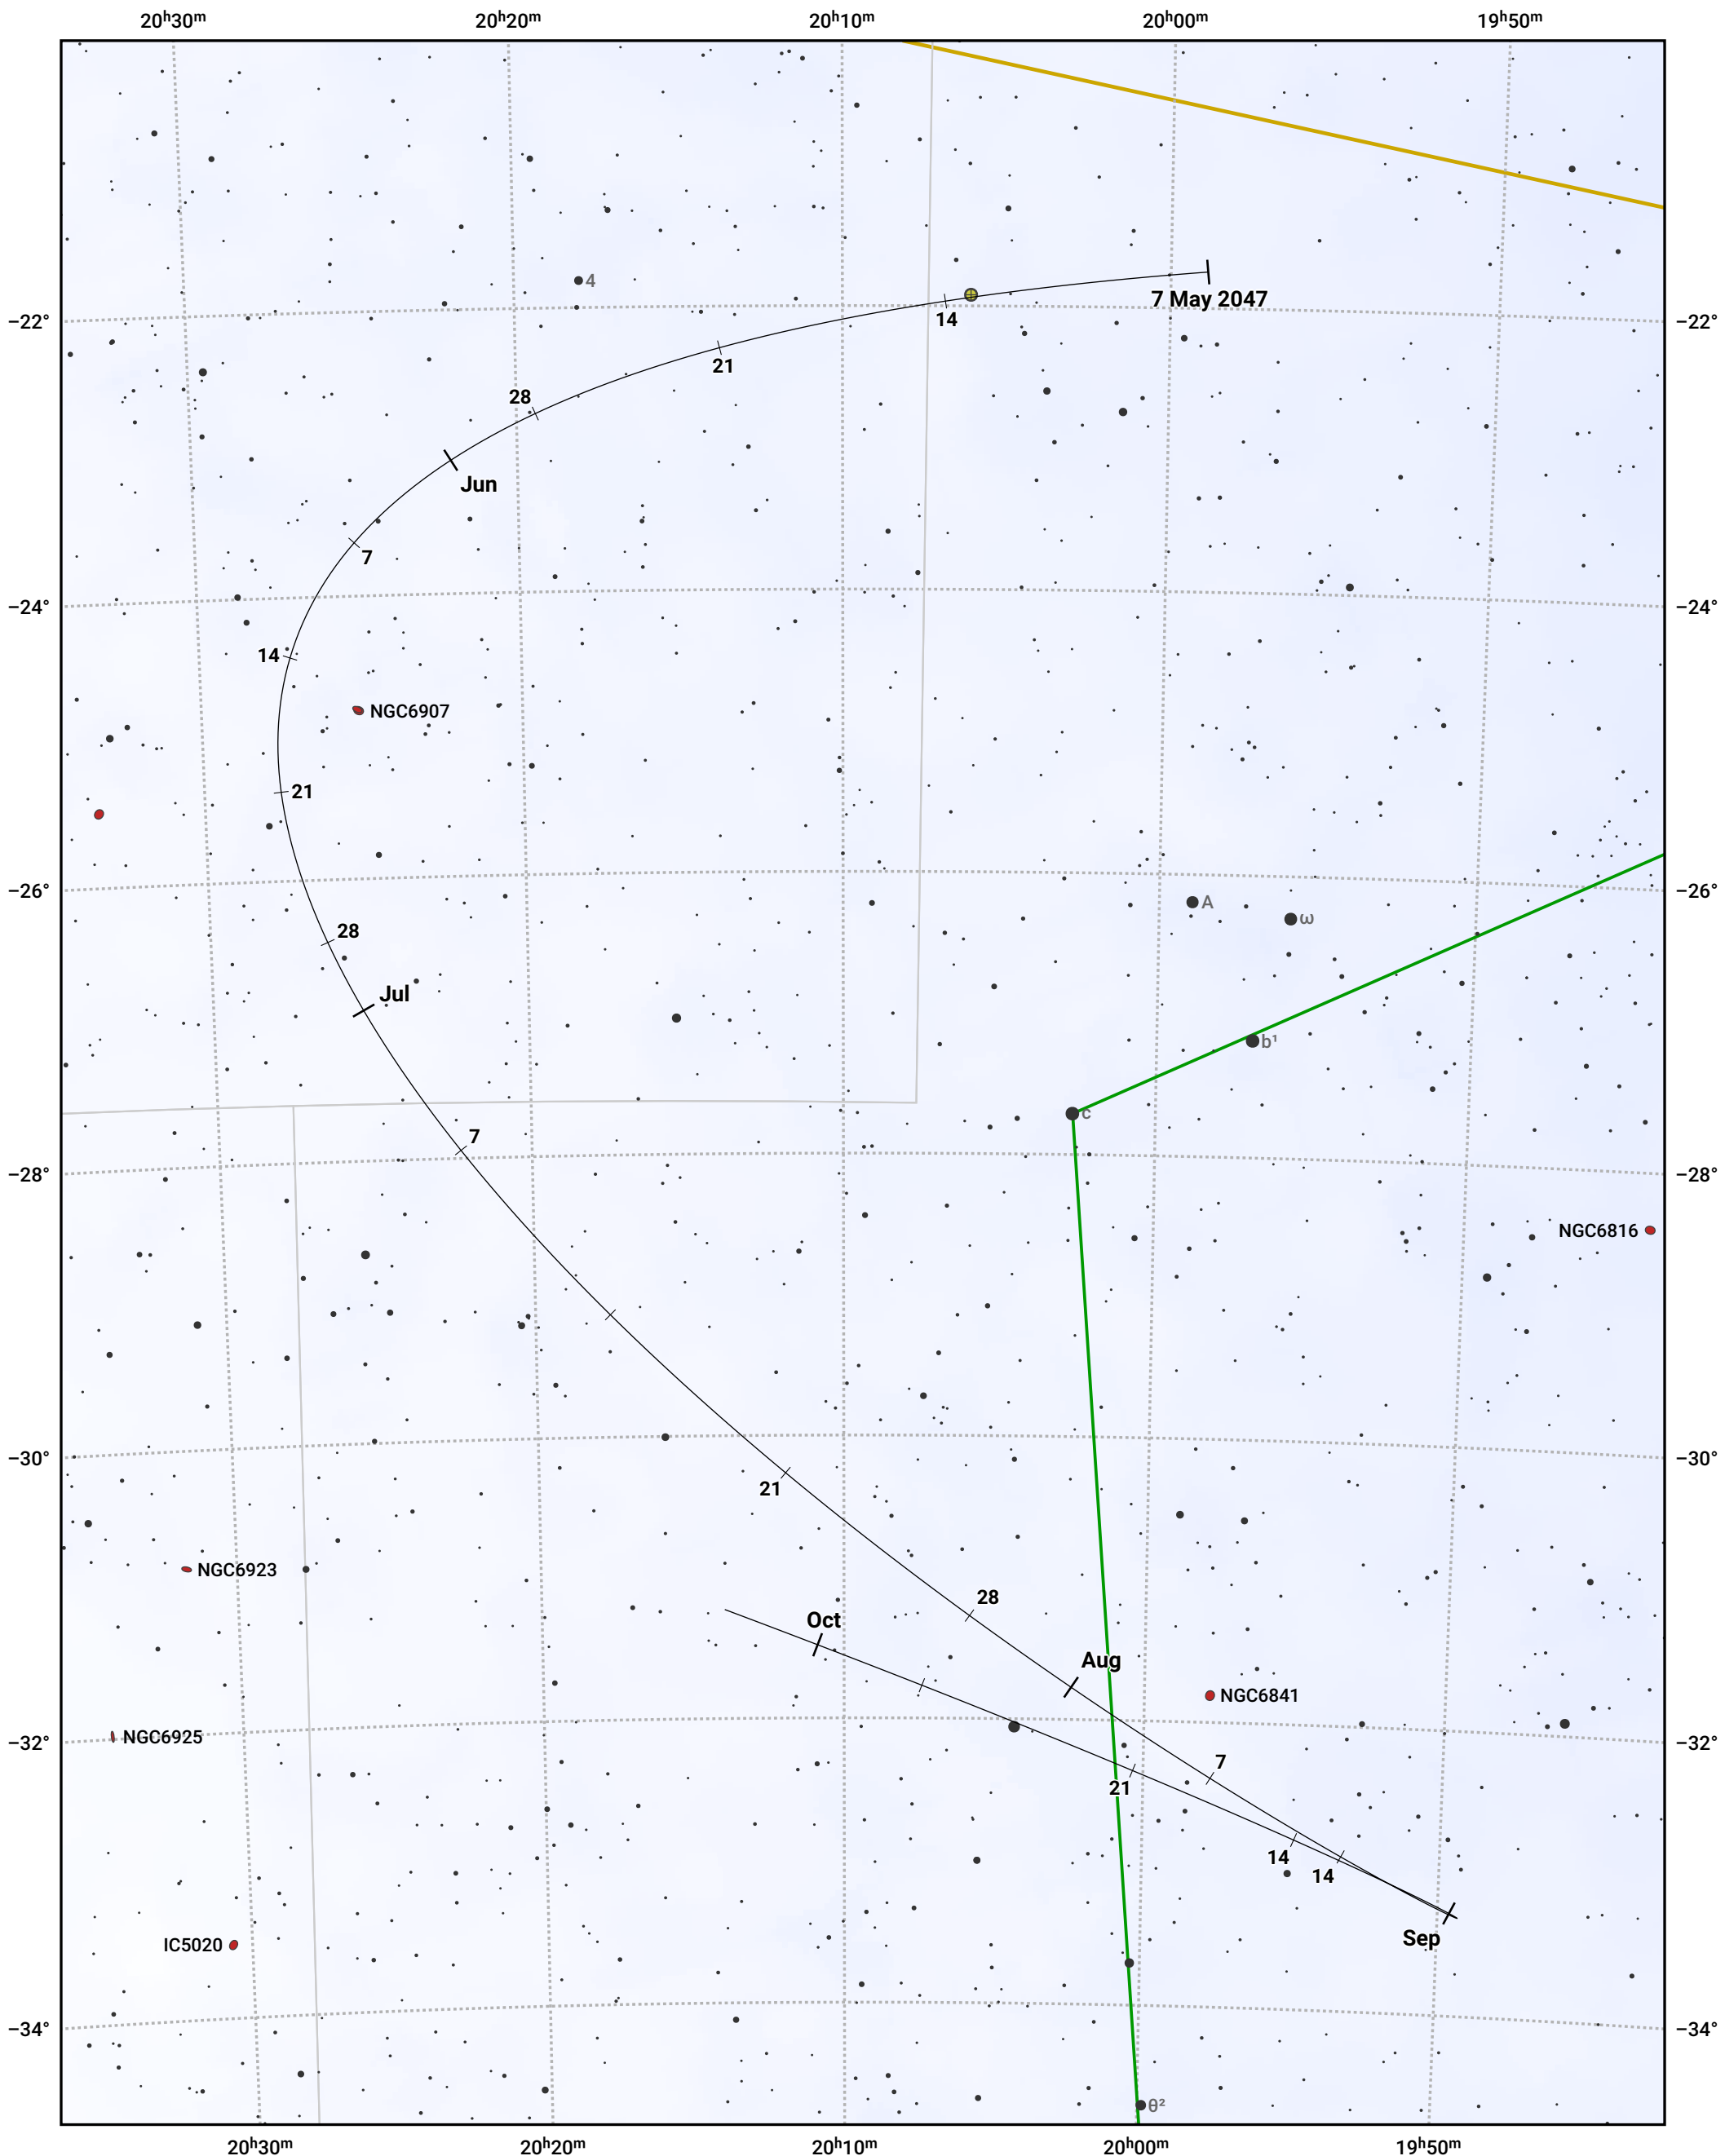 20ʰ30ᵐ 20ʰ20ᵐ 20ʰ10ᵐ 20ʰ00ᵐ 19ʰ50ᵐ
4
7 May 2047
−22° 14 −22°
21
28
Jun
7
−24° −24°
14
NGC6907
21
−26° A ω −26°
28
Jul
b¹
c
7
−28° −28°
NGC6816
−30° −30°
21
NGC6923
28
Oct
Aug
NGC6841
NGC6925
−32° −32°
7
21
14
14
Sep
IC5020
−34° −34°
θ²
20ʰ30ᵐ 20ʰ20ᵐ 20ʰ10ᵐ 20ʰ00ᵐ 19ʰ50ᵐ